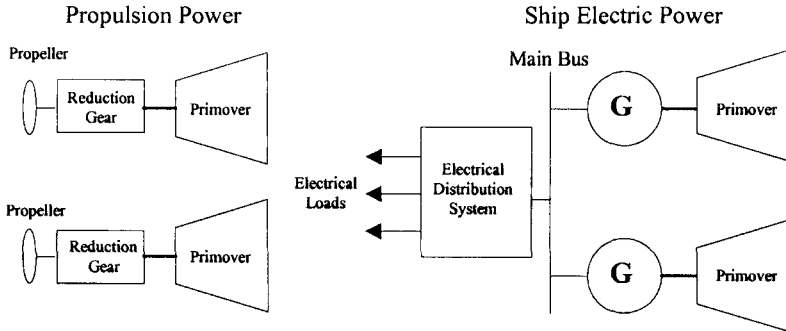 Propulsion Power
Ship Electric Power
Propeller
Reduction
Gear
Primover
Propeller
Reduction
Gear
Primover
Electrical
Loads
Electrical
Distribution
System
Main Bus
G
Primover
G
Primover